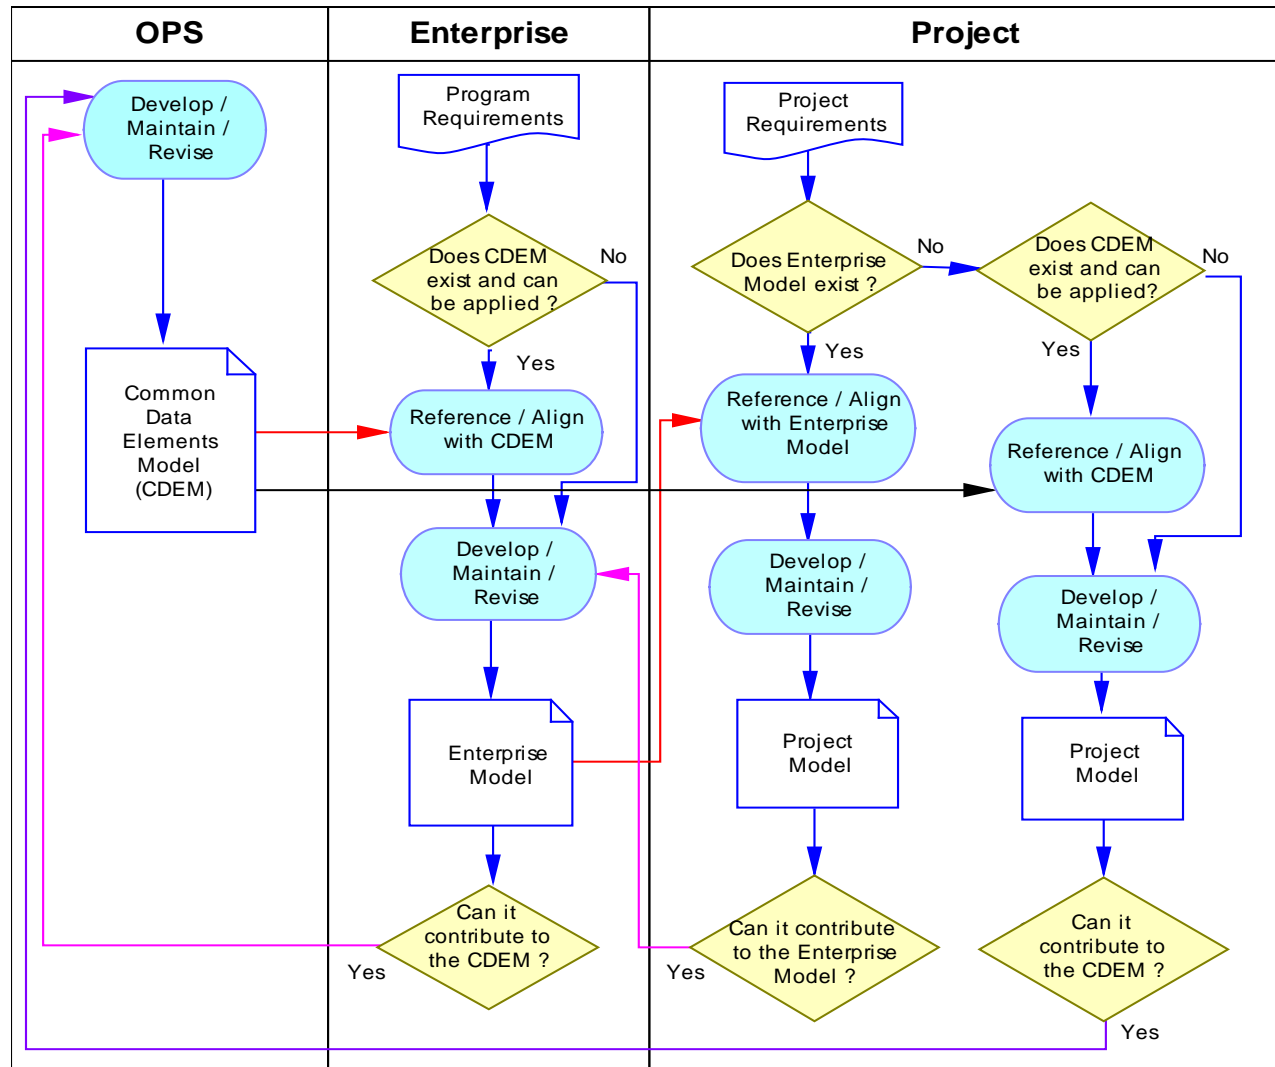 OPS
Enterprise
Project
Develop /
Maintain /
Revise
Common
Data
Elements
Model
(CDEM)
Program
Requirements
Does CDEM
exist and can
be applied ?
No
Yes
Reference / Align
with CDEM
Develop /
Maintain /
Revise
Enterprise
Model
Can it
contribute to
the CDEM ?
Yes
Project
Requirements
Does Enterprise
Model exist ?
No
Yes
Reference / Align
with Enterprise
Model
Develop /
Maintain /
Revise
Project
Model
Can it contribute
to the Enterprise
Model ?
Yes
Does CDEM
exist and can
be applied?
No
Yes
Reference / Align
with CDEM
Develop /
Maintain /
Revise
Project
Model
Can it
contribute to
the CDEM ?
Yes